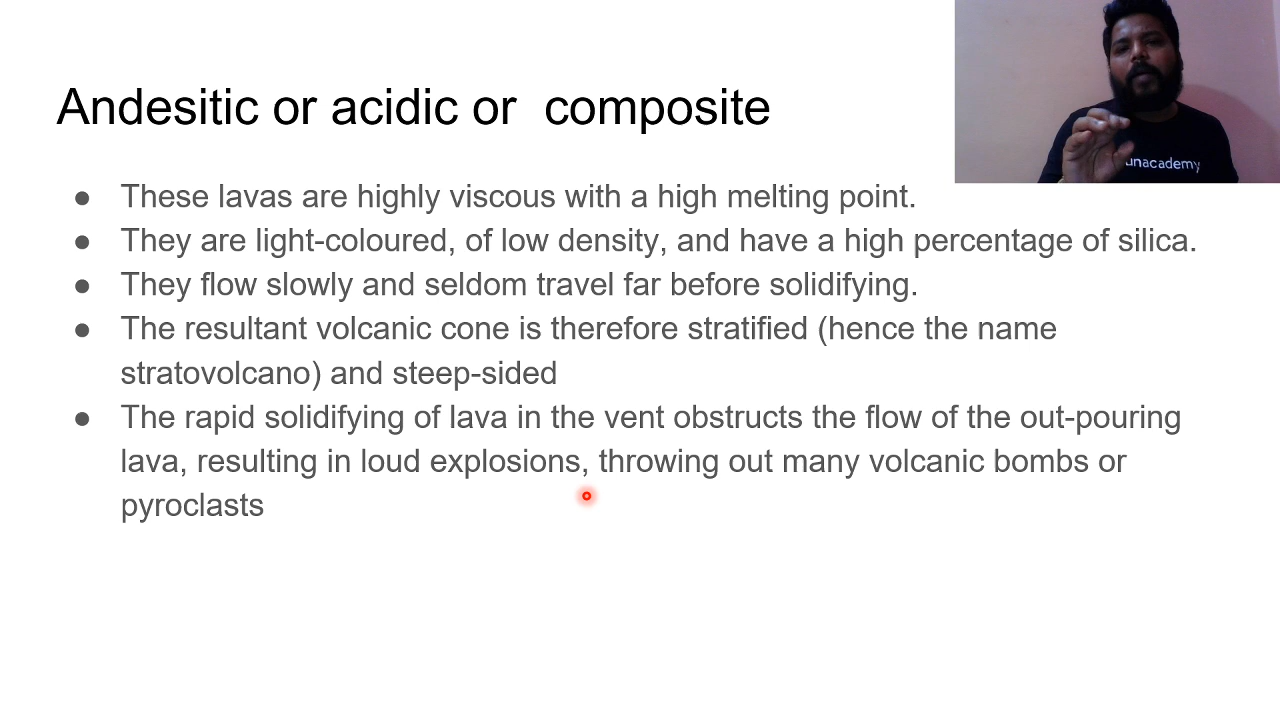 Andesitic or acidic or  composite
unacademy
● These lavas are highly viscous with a high melting point.
● They are light-coloured, of low density, and have a high percentage of silica.
● They flow slowly and seldom travel far before solidifying.
● The resultant volcanic cone is therefore stratified (hence the name
stratovolcano) and steep-sided
● The rapid solidifying of lava in the vent obstructs the flow of the out-pouring
lava, resulting in loud explosions, throwing out many volcanic bombs or
pyroclasts